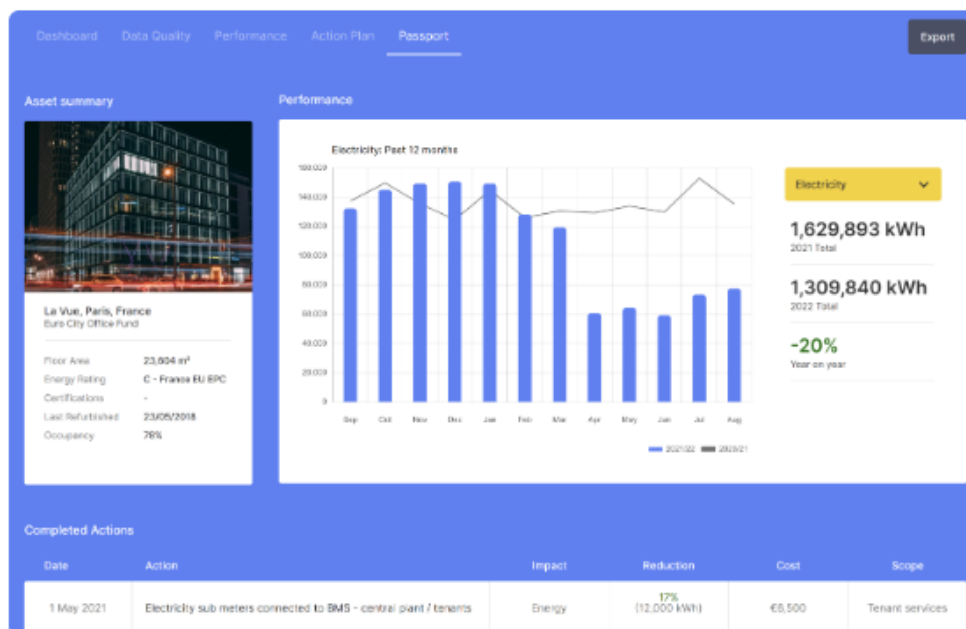 Dashboard Data Quality Performance Action Plan Passport
Export
Asset summary
Performance
Electricity: Past 12 months
160,000
140,000
120,000
100,000
80,000
60,000
40,000
20,000
0
Sep Oct Nov Dec Jan Feb Mar Apr May Jun Jul Aug
2021/22 2020/21
Electricity
1,629,893 kWh
2021 Total
1,309,840 kWh
2022 Total
-20%
Year on year
La Vue, Paris, France
Euro City Office Fund
Floor Area 23,604 m²
Energy Rating C - France EU EPC
Certifications -
Last Refurbished 23/05/2018
Occupancy 78%
Completed Actions
Date Action Impact Reduction Cost Scope
1 May 2021 Electricity sub meters connected to BMS - central plant / tenants Energy 17% (12,000 kWh) €6,500 Tenant services